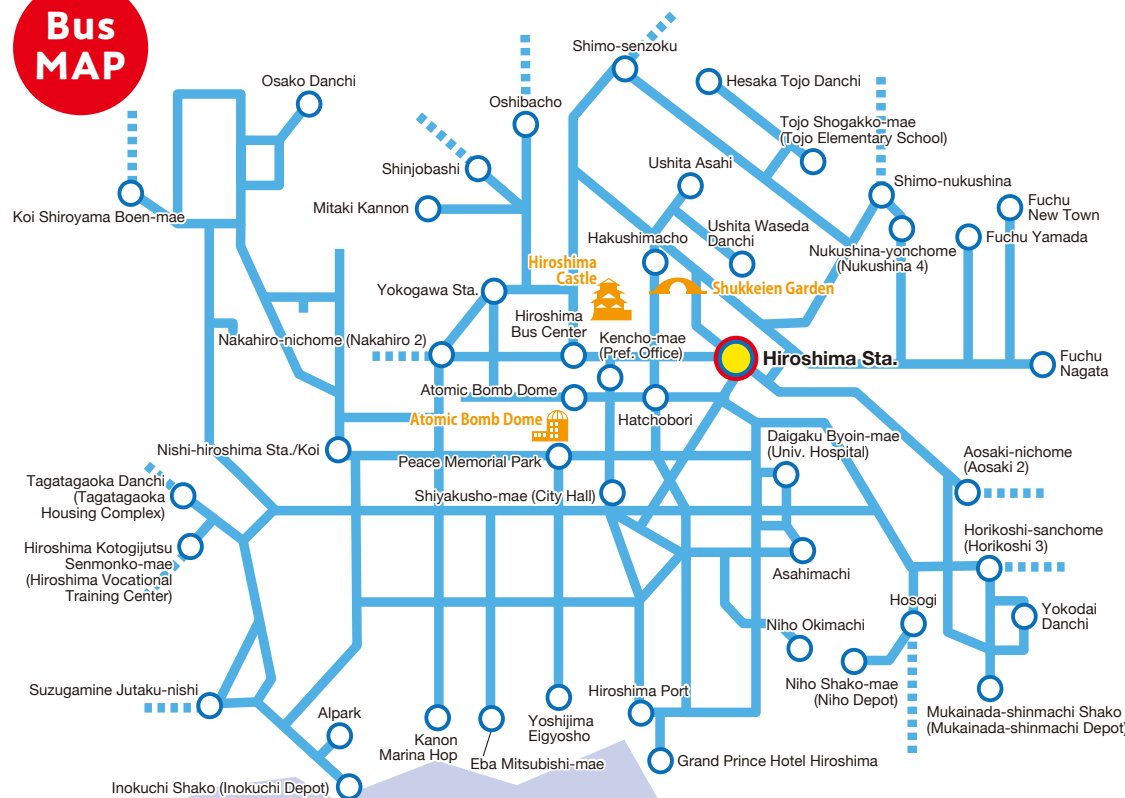 Bus
MAP
Shimo-senzoku
Osako Danchi
Hesaka Tojo Danchi
Oshibacho
Tojo Shogakko-mae
(Tojo Elementary School)
Ushita Asahi
Shinjobashi
Shimo-nukushina
Koi Shiroyama Boen-mae
Mitaki Kannon
Fuchu
New Town
Ushita Waseda
Danchi
Hakushimacho
Fuchu Yamada
Nukushina-yonchome
(Nukushina 4)
Hiroshima
Castle
Shukkeien Garden
Yokogawa Sta.
Hiroshima
Bus Center
Nakahiro-nichome (Nakahiro 2)
Kencho-mae
(Pref. Office)
Hiroshima Sta.
Fuchu
Nagata
Atomic Bomb Dome
Atomic Bomb Dome
Hatchobori
Nishi-hiroshima Sta./Koi
Peace Memorial Park
Daigaku Byoin-mae
(Univ. Hospital)
Aosaki-nichome
(Aosaki 2)
Tagatagaoka Danchi
(Tagatagaoka
Housing Complex)
Shiyakusho-mae (City Hall)
Hiroshima Kotogijutsu
Senmonko-mae
(Hiroshima Vocational
Training Center)
Horikoshi-sanchome
(Horikoshi 3)
Asahimachi
Hosogi
Yokodai
Danchi
Niho Okimachi
Niho Shako-mae
(Niho Depot)
Suzugamine Jutaku-nishi
Hiroshima Port
Mukainada-shinmachi Shako
(Mukainada-shinmachi Depot)
Alpark
Kanon
Marina Hop
Yoshijima
Eigyosho
Eba Mitsubishi-mae
Grand Prince Hotel Hiroshima
Inokuchi Shako (Inokuchi Depot)